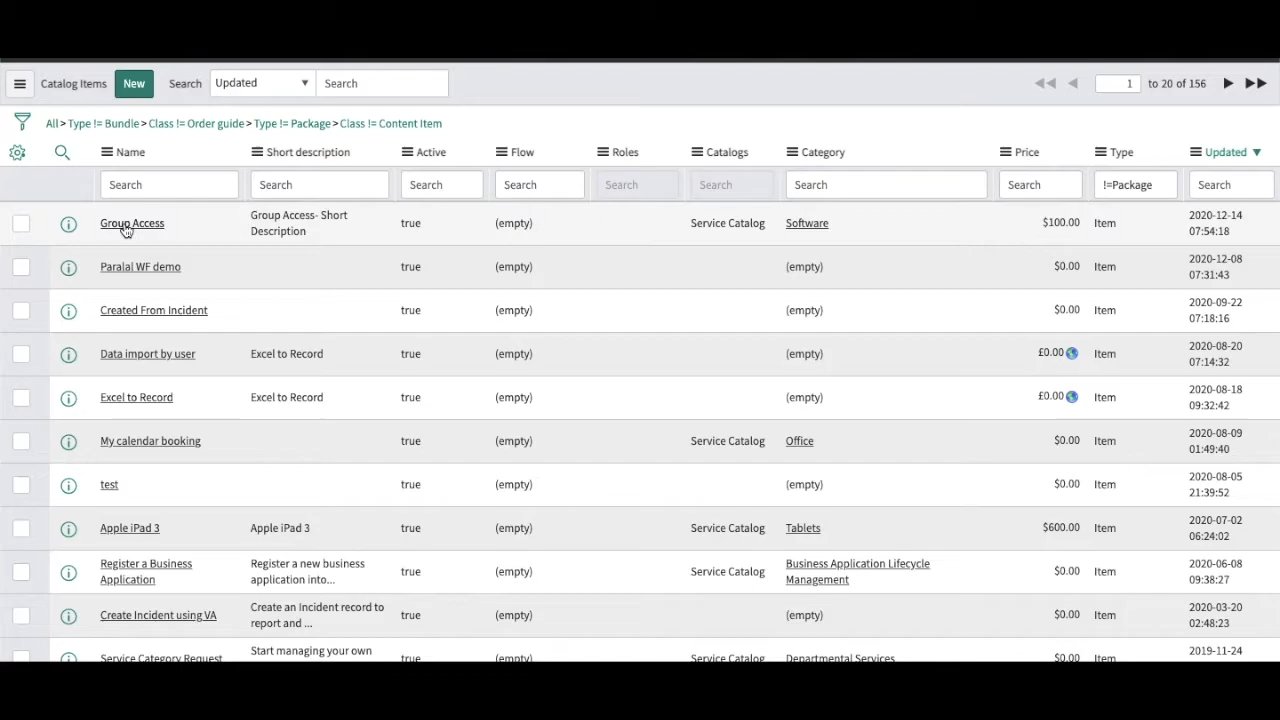 Catalog Items New Search Updated ▼ Search 1 to 20 of 156
All > Type != Bundle > Class != Order guide > Type != Package > Class != Content Item
Name Short description Active Flow Roles Catalogs Category Price Type Updated ▼
Search Search Search Search Search Search Search Search !=Package Search
Group Access Group Access- Short Description true (empty) Service Catalog Software $100.00 Item 2020-12-14 07:54:18
Paralal WF demo true (empty) (empty) $0.00 Item 2020-12-08 07:31:43
Created From Incident true (empty) (empty) $0.00 Item 2020-09-22 07:18:16
Data import by user Excel to Record true (empty) (empty) £0.00 Item 2020-08-20 07:14:32
Excel to Record Excel to Record true (empty) (empty) £0.00 Item 2020-08-18 09:32:42
My calendar booking true (empty) Service Catalog Office $0.00 Item 2020-08-09 01:49:40
test true (empty) (empty) $0.00 Item 2020-08-05 21:39:52
Apple iPad 3 Apple iPad 3 true (empty) Service Catalog Tablets $600.00 Item 2020-07-02 06:24:02
Register a Business Application Register a new business application into... true (empty) Service Catalog Business Application Lifecycle Management $0.00 Item 2020-06-08 09:38:27
Create Incident using VA Create an Incident record to report and ... true (empty) (empty) $0.00 Item 2020-03-20 02:48:23
Service Category Request Start managing your own true (empty) Service Catalog Departmental Services $0.00 Item 2019-11-24